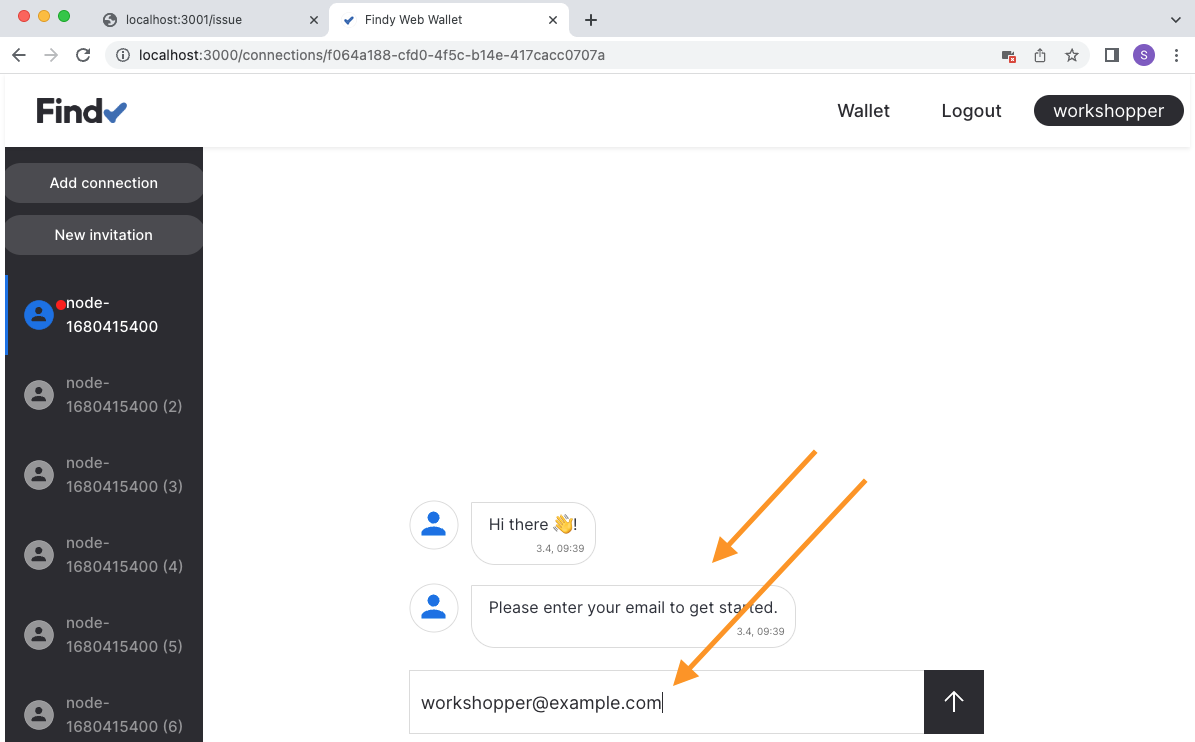 localhost:3001/issue
Findy Web Wallet
localhost:3000/connections/f064a188-cfd0-4f5c-b14e-417cacc0707a
S
Find
Wallet
Logout
workshopper
Add connection
New invitation
node-
1680415400
node-
1680415400 (2)
node-
1680415400 (3)
node-
1680415400 (4)
node-
1680415400 (5)
node-
1680415400 (6)
Hi there 👋!
3.4, 09:39
Please enter your email to get started.
3.4, 09:39
workshopper@example.com